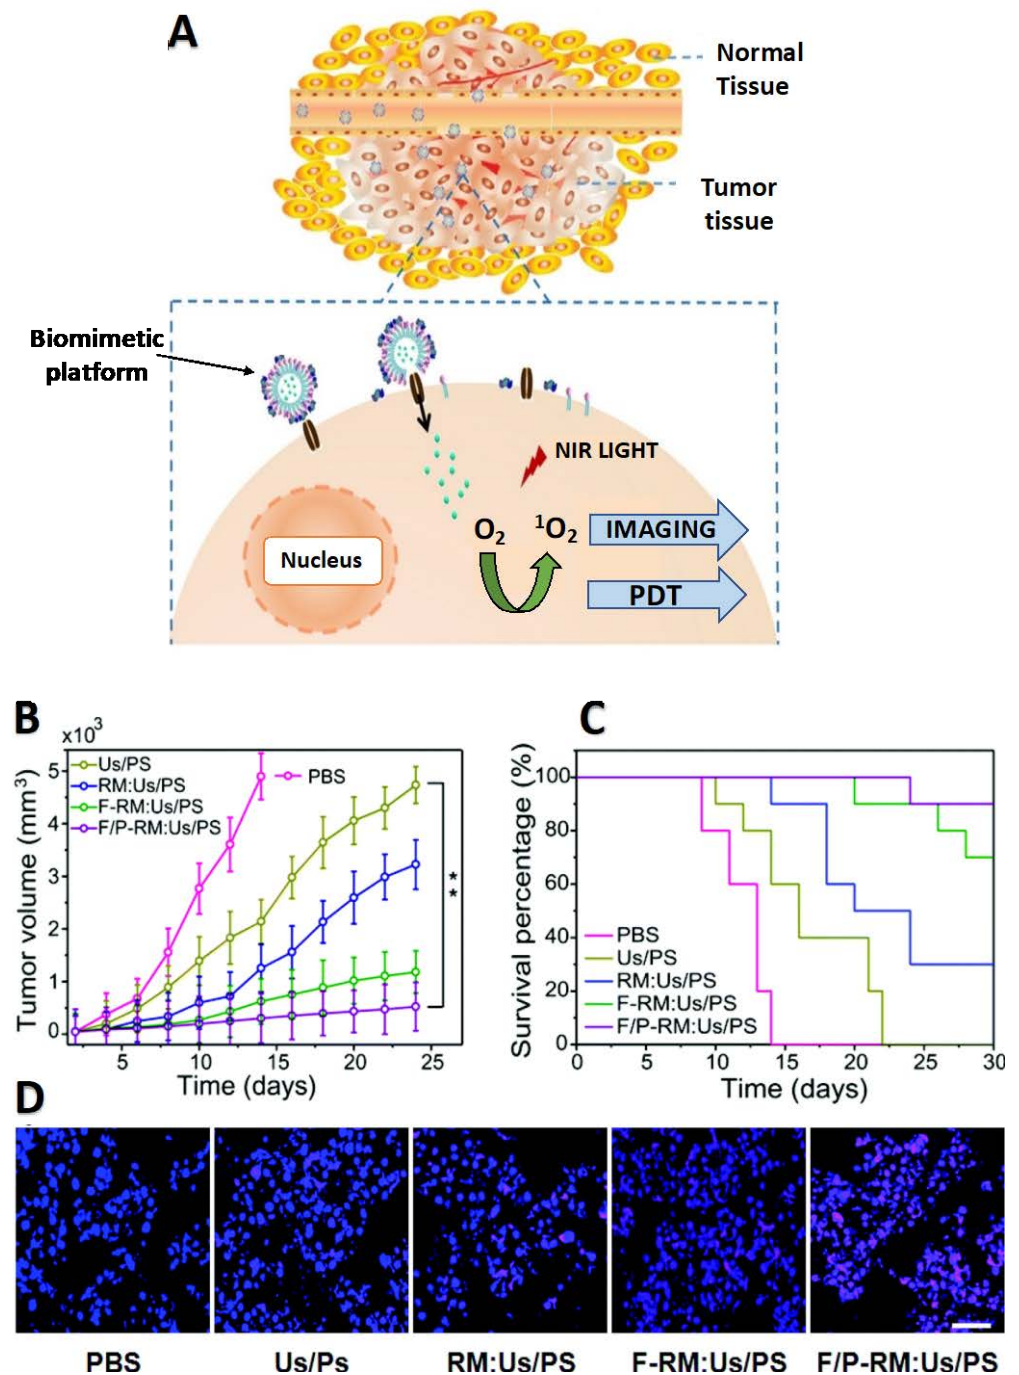 A
Normal
Tissue
Tumor
tissue
Biomimetic
platform
NIR LIGHT
O2
1O2
IMAGING
Nucleus
PDT
B
x10^3
Us/PS
RM:Us/PS
F-RM:Us/PS
F/P-RM:Us/PS
PBS
**
Tumor volume (mm^3)
5
4
3
2
1
0
5 10 15 20 25
Time (days)
C
Survival percentage (%)
100
80
60
40
20
0
PBS
Us/PS
RM:Us/PS
F-RM:Us/PS
F/P-RM:Us/PS
0 5 10 15 20 25 30
Time (days)
D
PBS
Us/Ps
RM:Us/PS
F-RM:Us/PS
F/P-RM:Us/PS